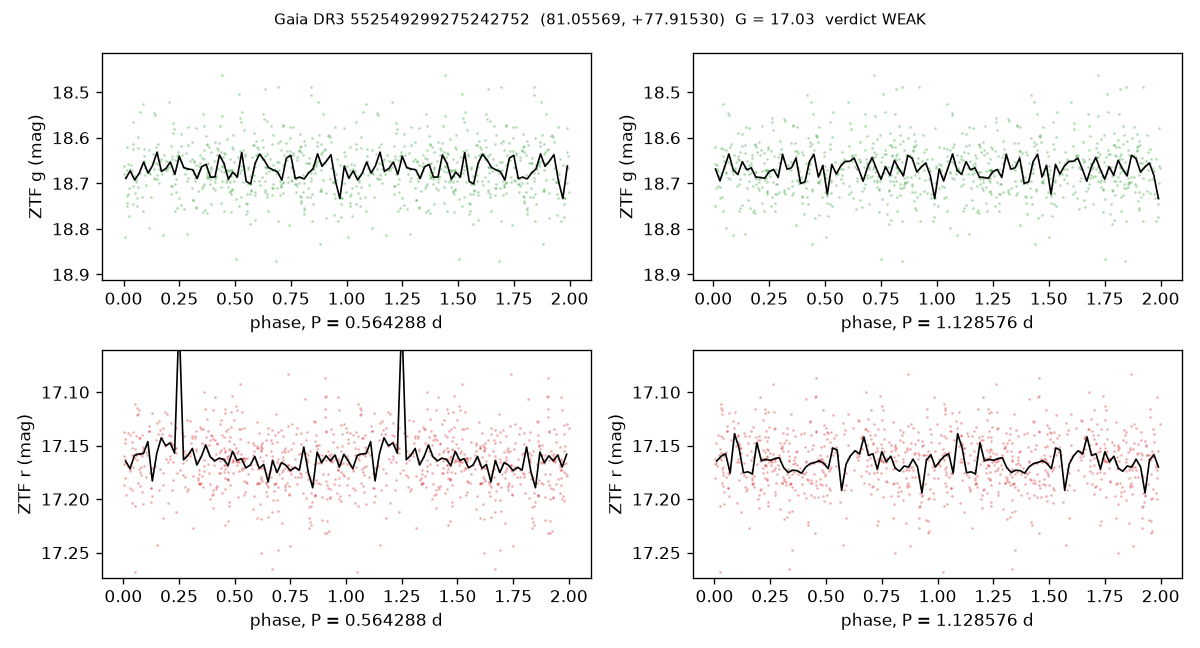 Gaia DR3 552549299275242752 (81.05569, +77.91530) G = 17.03 verdict WEAK
ZTF g (mag)
18.5
18.6
18.7
18.8
18.9
0.00 0.25 0.50 0.75 1.00 1.25 1.50 1.75 2.00
phase, P = 0.564288 d
ZTF g (mag)
18.5
18.6
18.7
18.8
18.9
0.00 0.25 0.50 0.75 1.00 1.25 1.50 1.75 2.00
phase, P = 1.128576 d
ZTF r (mag)
17.10
17.15
17.20
17.25
0.00 0.25 0.50 0.75 1.00 1.25 1.50 1.75 2.00
phase, P = 0.564288 d
ZTF r (mag)
17.10
17.15
17.20
17.25
0.00 0.25 0.50 0.75 1.00 1.25 1.50 1.75 2.00
phase, P = 1.128576 d